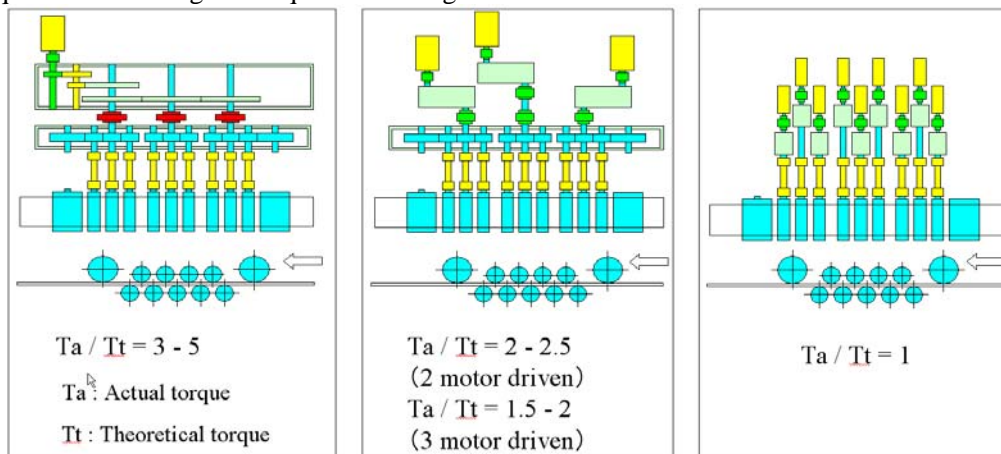 Ta / Tt = 3 - 5
Ta : Actual torque
Tt : Theoretical torque
Ta / Tt = 2 - 2.5
(2 motor driven)
Ta / Tt = 1.5 - 2
(3 motor driven)
Ta / Tt = 1